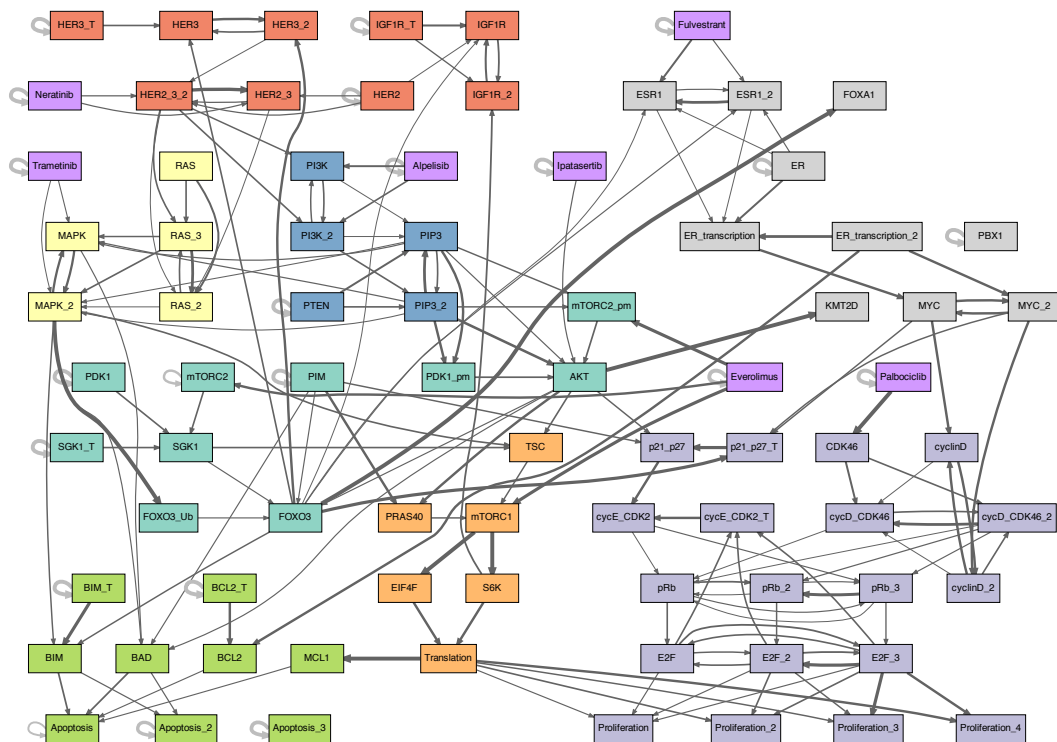 HER3_T
HER3
HER3_2
IGF1R_T
IGF1R
Fulvestrant
Neratinib
HER2_3_2
HER2_3
HER2
IGF1R_2
ESR1
ESR1_2
FOXA1
Trametinib
RAS
PI3K
Alpelisib
Ipatasertib
ER
MAPK
RAS_3
PI3K_2
PIP3
ER_transcription
ER_transcription_2
PBX1
MAPK_2
RAS_2
PTEN
PIP3_2
mTORC2_pm
KMT2D
MYC
MYC_2
PDK1
mTORC2
PIM
PDK1_pm
AKT
Everolimus
Palbociclib
SGK1_T
SGK1
TSC
p21_p27
p21_p27_T
CDK46
cyclinD
FOXO3_Ub
FOXO3
PRAS40
mTORC1
cycE_CDK2
cycE_CDK2_T
cycD_CDK46
cycD_CDK46_2
BIM_T
BCL2_T
EIF4F
S6K
pRb
pRb_2
pRb_3
cyclinD_2
BIM
BAD
BCL2
MCL1
Translation
E2F
E2F_2
E2F_3
Apoptosis
Apoptosis_2
Apoptosis_3
Proliferation
Proliferation_2
Proliferation_3
Proliferation_4